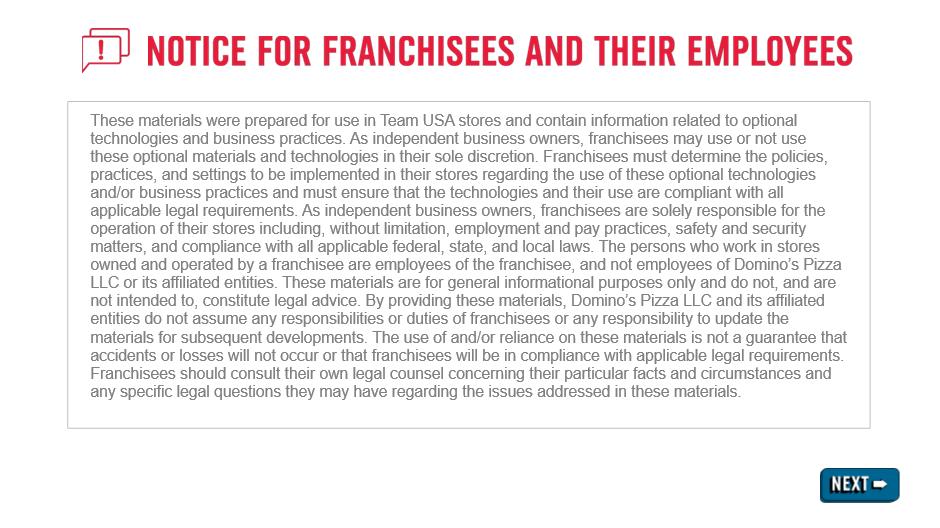 NOTICE FOR FRANCHISEES AND THEIR EMPLOYEES
These materials were prepared for use in Team USA stores and contain information related to optional
technologies and business practices. As independent business owners, franchisees may use or not use
these optional materials and technologies in their sole discretion. Franchisees must determine the policies,
practices, and settings to be implemented in their stores regarding the use of these optional technologies
and/or business practices and must ensure that the technologies and their use are compliant with all
applicable legal requirements. As independent business owners, franchisees are solely responsible for the
operation of their stores including, without limitation, employment and pay practices, safety and security
matters, and compliance with all applicable federal, state, and local laws. The persons who work in stores
owned and operated by a franchisee are employees of the franchisee, and not employees of Domino’s Pizza
LLC or its affiliated entities. These materials are for general informational purposes only and do not, and are
not intended to, constitute legal advice. By providing these materials, Domino’s Pizza LLC and its affiliated
entities do not assume any responsibilities or duties of franchisees or any responsibility to update the
materials for subsequent developments. The use of and/or reliance on these materials is not a guarantee that
accidents or losses will not occur or that franchisees will be in compliance with applicable legal requirements.
Franchisees should consult their own legal counsel concerning their particular facts and circumstances and
any specific legal questions they may have regarding the issues addressed in these materials.
NEXT